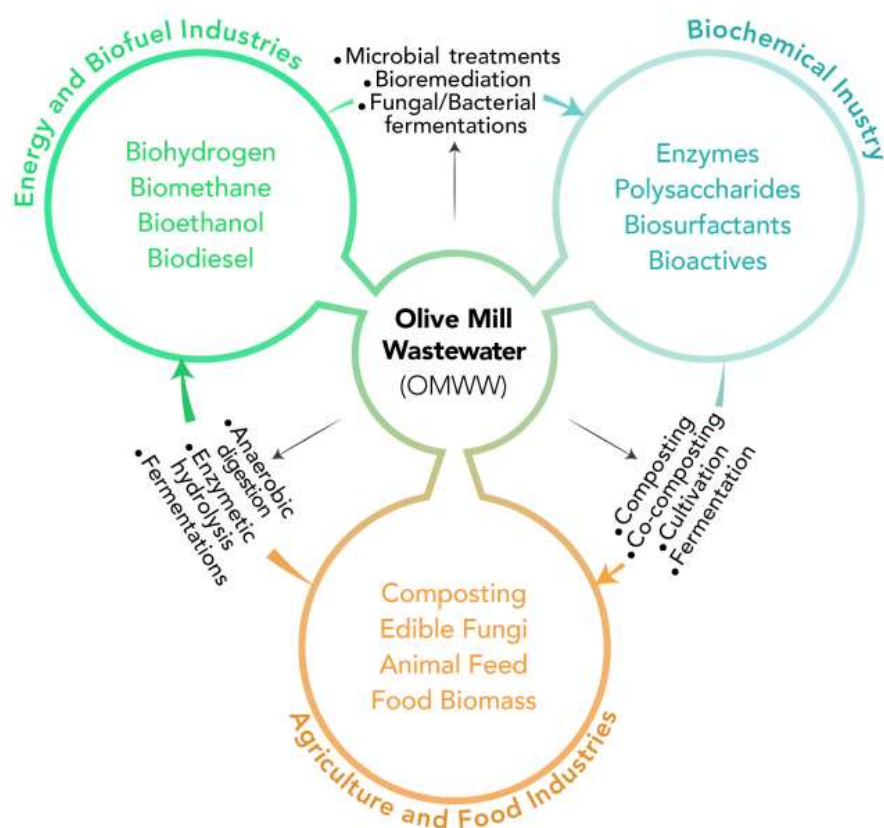 Energy and Biofuel Industries
• Microbial treatments
• Bioremediation
• Fungal/Bacterial
fermentations
Biochemical Inustry
Biohydrogen
Biomethane
Bioethanol
Biodiesel
Enzymes
Polysaccharides
Biosurfactants
Bioactives
Olive Mill
Wastewater
(OMWW)
• Anaerobic
digestion
• Enzymetic
hydrolysis
• Fermentations
• Composting
• Co-composting
• Cultivation
• Fermentation
Composting
Edible Fungi
Animal Feed
Food Biomass
Agriculture and Food Industries